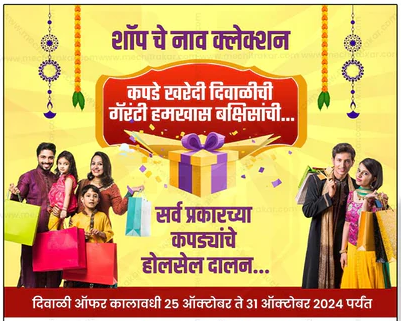 शॉप चे नाव क्लेक्शन
कपडे खरेदी दिवाळीची
गॅरंटी हमखास बक्षिसांची...
सर्व प्रकारच्या
कपड्यांचे
होलसेल दालन...
दिवाळी ऑफर कालावधी 25 ऑक्टोबर ते 31 ऑक्टोबर 2024 पर्यंत